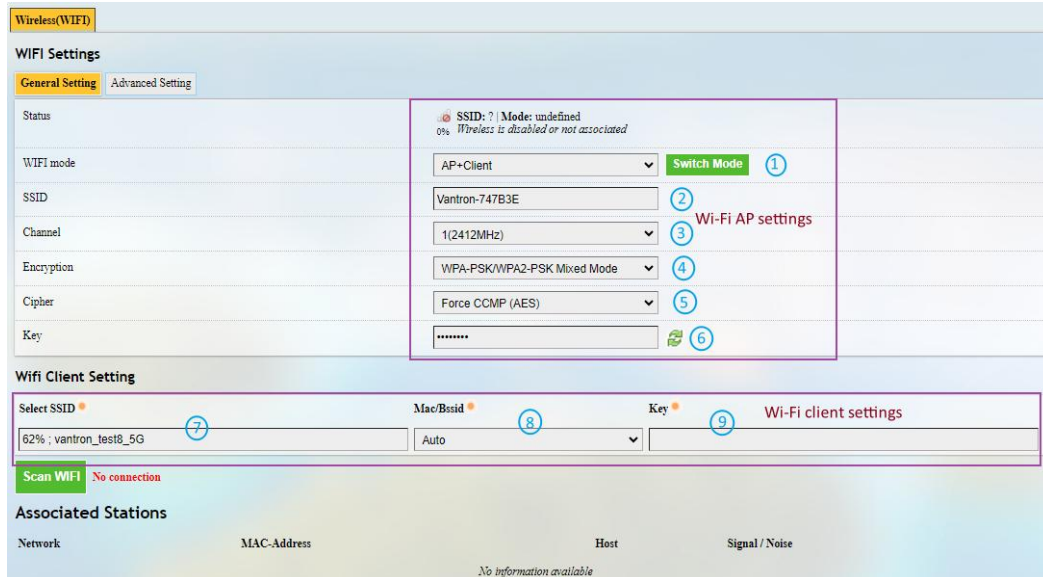 Wireless(WIFI)
WIFI Settings
General Setting Advanced Setting
Status SSID: ? | Mode: undefined
0% Wireless is disabled or not associated
WIFI mode AP+Client Switch Mode 1
SSID Vantron-747B3E 2
Wi-Fi AP settings
Channel 1(2412MHz) 3
Encryption WPA-PSK/WPA2-PSK Mixed Mode 4
Cipher Force CCMP (AES) 5
Key •••••••• 6
Wifi Client Setting
Select SSID Mac/Bssid Key Wi-Fi client settings
7 8 9
62% ; vantron_test8_5G Auto
Scan WIFI No connection
Associated Stations
Network MAC-Address Host Signal / Noise
No information available